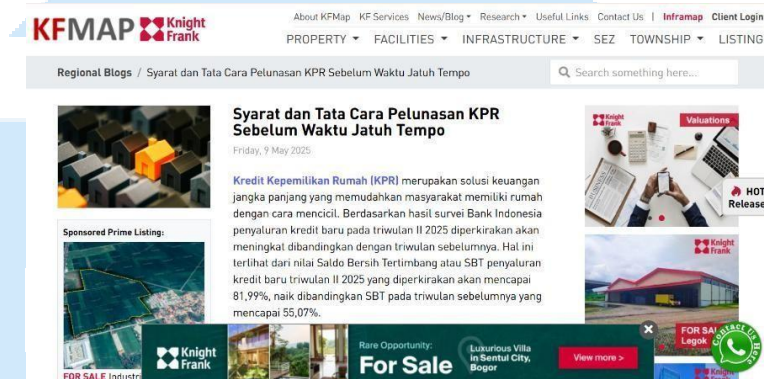 KFMAP Knight Frank
About KFMap KF Services News/Blog Research Useful Links Contact Us | Inframap Client Login
PROPERTY FACILITIES INFRASTRUCTURE SEZ TOWNSHIP LISTING
Regional Blogs / Syarat dan Tata Cara Pelunasan KPR Sebelum Waktu Jatuh Tempo
Search something here...
Syarat dan Tata Cara Pelunasan KPR
Sebelum Waktu Jatuh Tempo
Friday, 9 May 2025
Kredit Kepemilikan Rumah (KPR) merupakan solusi keuangan
jangka panjang yang memudahkan masyarakat memiliki rumah
dengan cara mencicil. Berdasarkan hasil survei Bank Indonesia
penyaluran kredit baru pada triwulan II 2025 diperkirakan akan
meningkat dibandingkan dengan triwulan sebelumnya. Hal ini
terlihat dari nilai Saldo Bersih Tertimbang atau SBT penyaluran
kredit baru triwulan II 2025 yang diperkirakan akan mencapai
81,99%, naik dibandingkan SBT pada triwulan sebelumnya yang
mencapai 55,07%.
Sponsored Prime Listing:
FOR SALE Industri
Knight
Frank
Valuations
HOT
Release
Knight
Frank
FOR SAL
Legok
Contact Us Here
Knight
Frank
Rare Opportunity:
For Sale
Luxurious Villa
in Sentul City,
Bogor
View more >
Knight